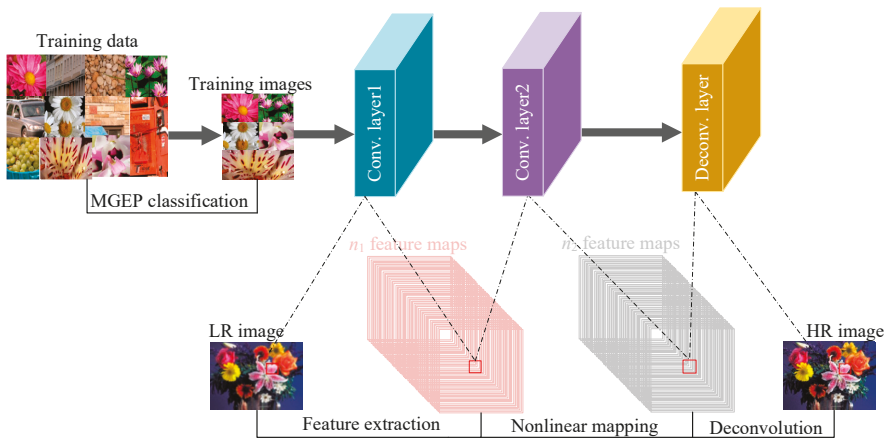 Training data
Training images
MGEP classification
Conv. layer1
Conv. layer2
Deconv. layer
n₁ feature maps
n₂ feature maps
LR image
HR image
Feature extraction
Nonlinear mapping
Deconvolution